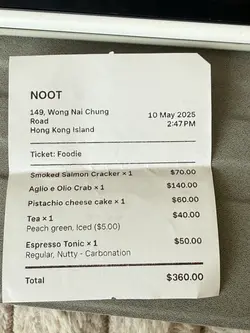 NOOT
149, Wong Nai Chung
Road
Hong Kong Island
10 May 2025
2:47 PM
Ticket: Foodie
Smoked Salmon Cracker × 1 $70.00
Aglio e Olio Crab × 1 $140.00
Pistachio cheese cake × 1 $60.00
Tea × 1 $40.00
Peach green, Iced ($5.00)
Espresso Tonic × 1 $50.00
Regular, Nutty - Carbonation
Total $360.00